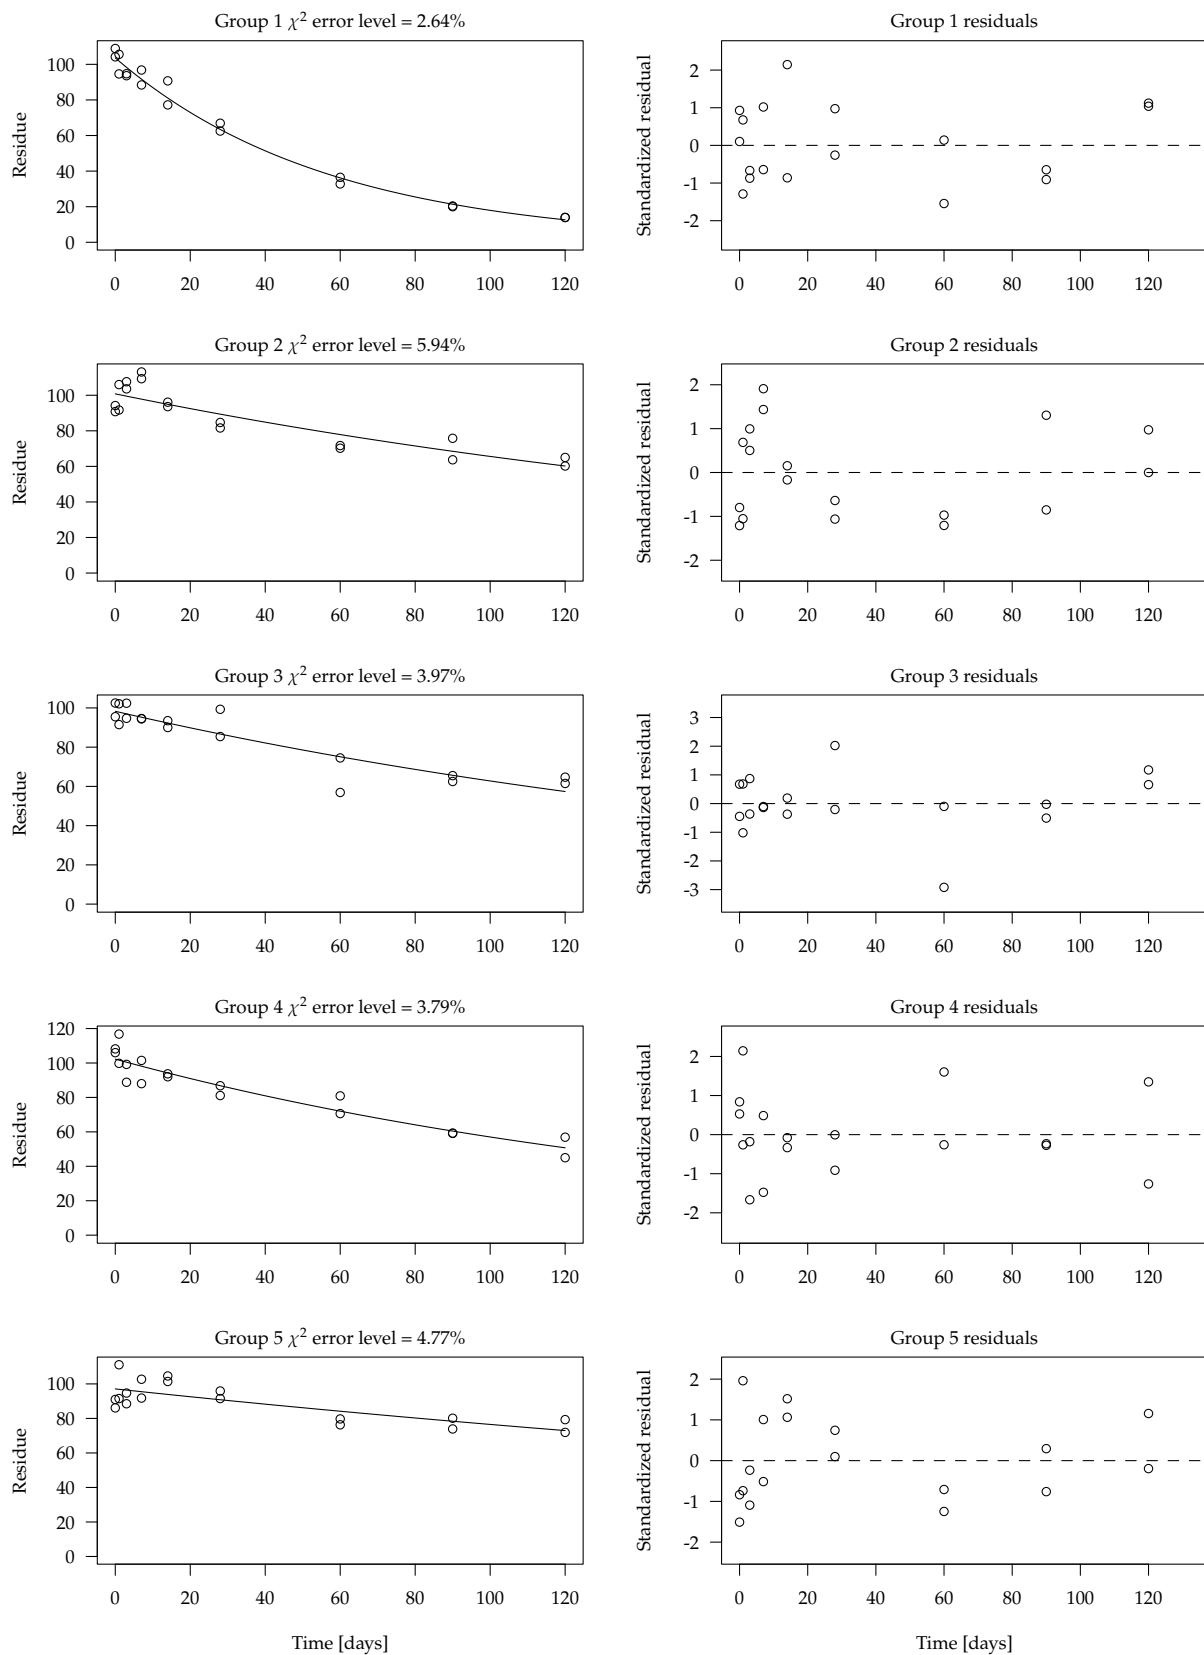 Group 1 χ² error level = 2.64%
Residue
100
80
60
40
20
0
0 20 40 60 80 100 120
Group 1 residuals
Standardized residual
2
1
0
-1
-2
0 20 40 60 80 100 120
Group 2 χ² error level = 5.94%
Residue
100
80
60
40
20
0
0 20 40 60 80 100 120
Group 2 residuals
Standardized residual
2
1
0
-1
-2
0 20 40 60 80 100 120
Group 3 χ² error level = 3.97%
Residue
100
80
60
40
20
0
0 20 40 60 80 100 120
Group 3 residuals
Standardized residual
3
2
1
0
-1
-2
-3
0 20 40 60 80 100 120
Group 4 χ² error level = 3.79%
Residue
120
100
80
60
40
20
0
0 20 40 60 80 100 120
Group 4 residuals
Standardized residual
2
1
0
-1
-2
0 20 40 60 80 100 120
Group 5 χ² error level = 4.77%
Residue
100
80
60
40
20
0
0 20 40 60 80 100 120
Time [days]
Group 5 residuals
Standardized residual
2
1
0
-1
-2
0 20 40 60 80 100 120
Time [days]